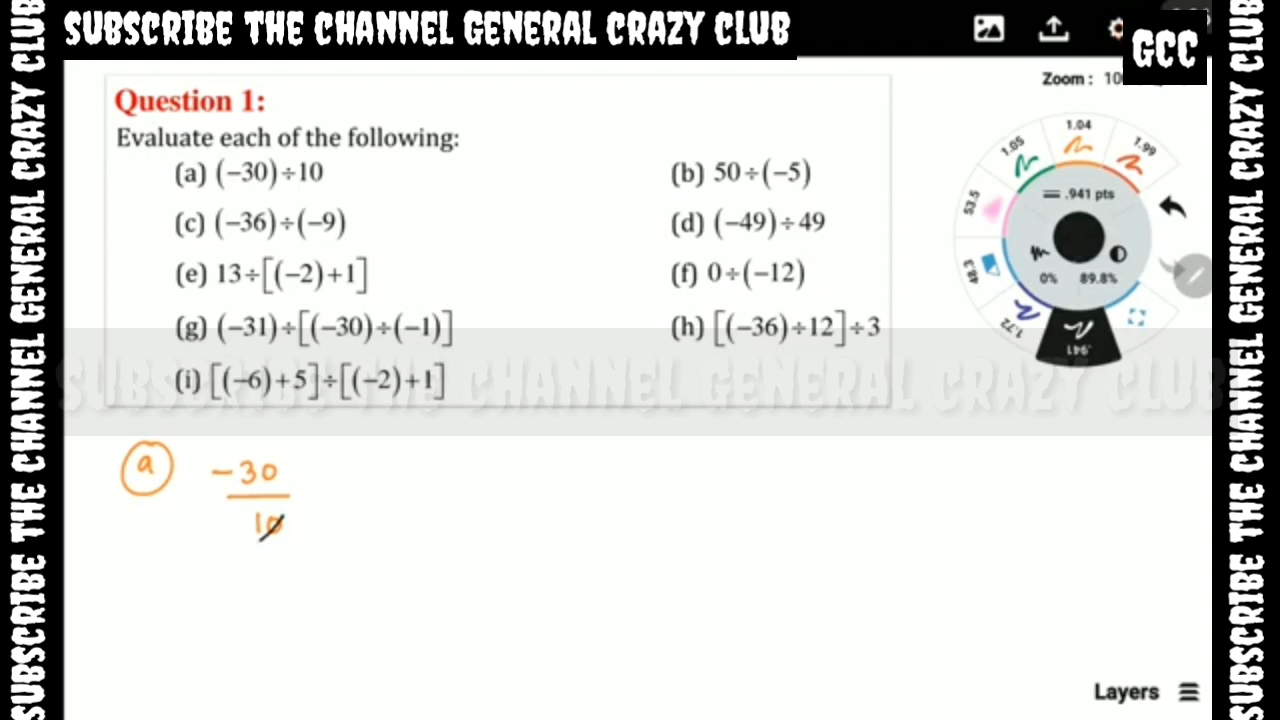 SUBSCRIBE THE CHANNEL GENERAL CRAZY CLUB
GCC
Zoom : 10
Question 1:
Evaluate each of the following:
(a) (−30) ÷ 10
(b) 50 ÷ (−5)
(c) (−36) ÷ (−9)
(d) (−49) ÷ 49
(e) 13 ÷ [(−2) + 1]
(f) 0 ÷ (−12)
(g) (−31) ÷ [(−30) ÷ (−1)]
(h) [(−36) ÷ 12] ÷ 3
(i) [(−6) + 5] ÷ [(−2) + 1]
SUBSCRIBE THE CHANNEL GENERAL CRAZY CLUB
a
−30
10
1.05
1.04
1.99
53.5
.941 pts
48.3
0%
89.8%
1.72
.941
Layers
SUBSCRIBE THE CHANNEL GENERAL CRAZY CLUB
SUBSCRIBE THE CHANNEL GENERAL CRAZY CLUB